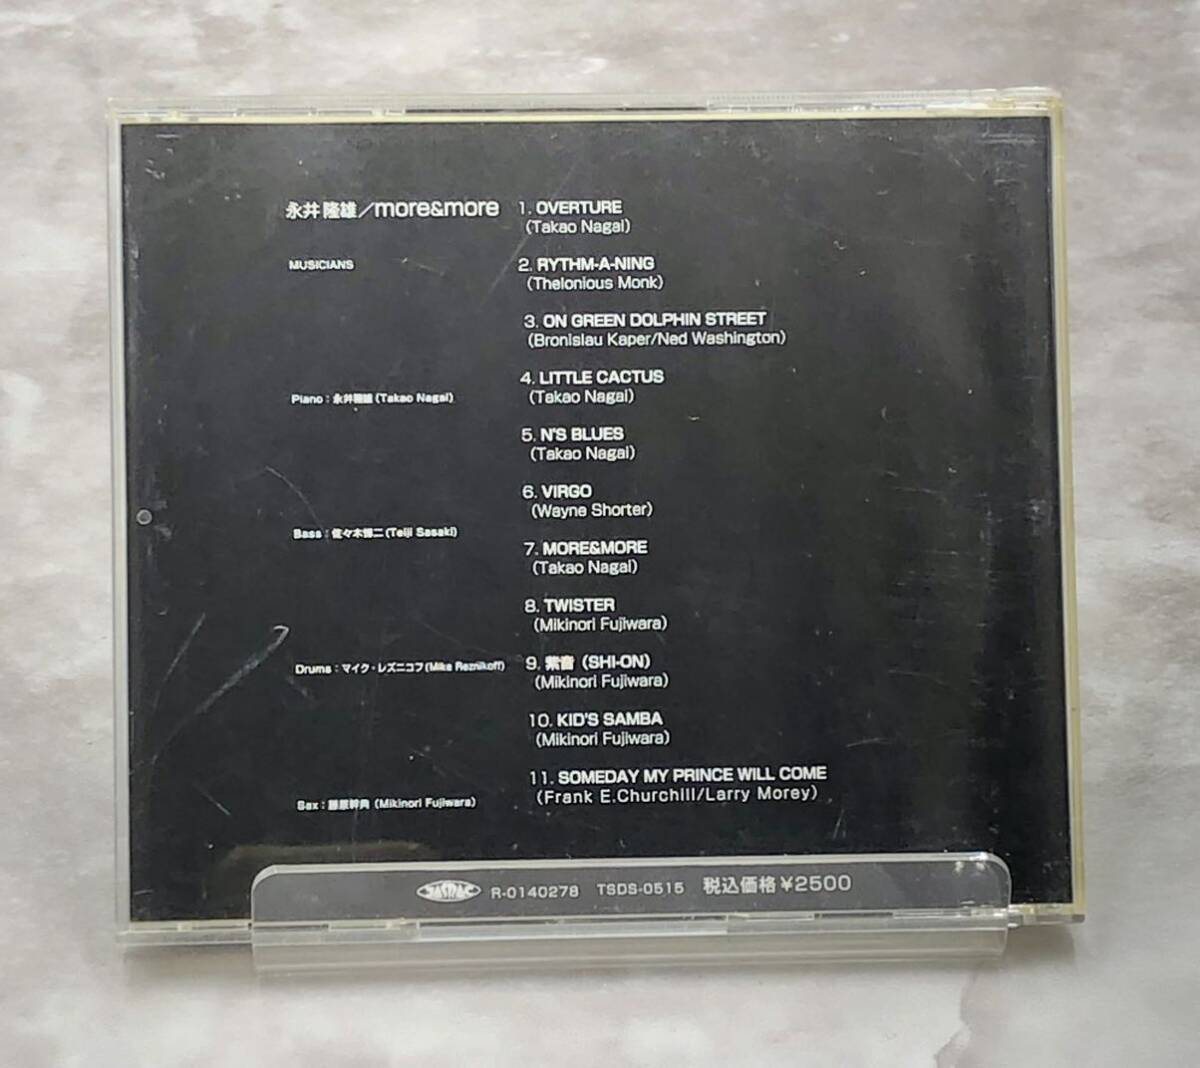 永井 隆雄／more&more
MUSICIANS
Piano：永井隆雄(Takao Nagai)
Bass：佐々木悌二(Teiji Sasaki)
Drums：マイク・レズニコフ(Mike Reznikoff)
Sax：藤原幹典 (Mikinori Fujiwara)
1. OVERTURE
(Takao Nagai)
2. RYTHM-A-NING
(Thelonious Monk)
3. ON GREEN DOLPHIN STREET
(Bronislau Kaper/Ned Washington)
4. LITTLE CACTUS
(Takao Nagai)
5. N'S BLUES
(Takao Nagai)
6. VIRGO
(Wayne Shorter)
7. MORE&MORE
(Takao Nagai)
8. TWISTER
(Mikinori Fujiwara)
9. 紫音（SHI-ON）
(Mikinori Fujiwara)
10. KID'S SAMBA
(Mikinori Fujiwara)
11. SOMEDAY MY PRINCE WILL COME
(Frank E.Churchill/Larry Morey)
JASRAC R-0140278 TSDS-0515 税込価格¥2500